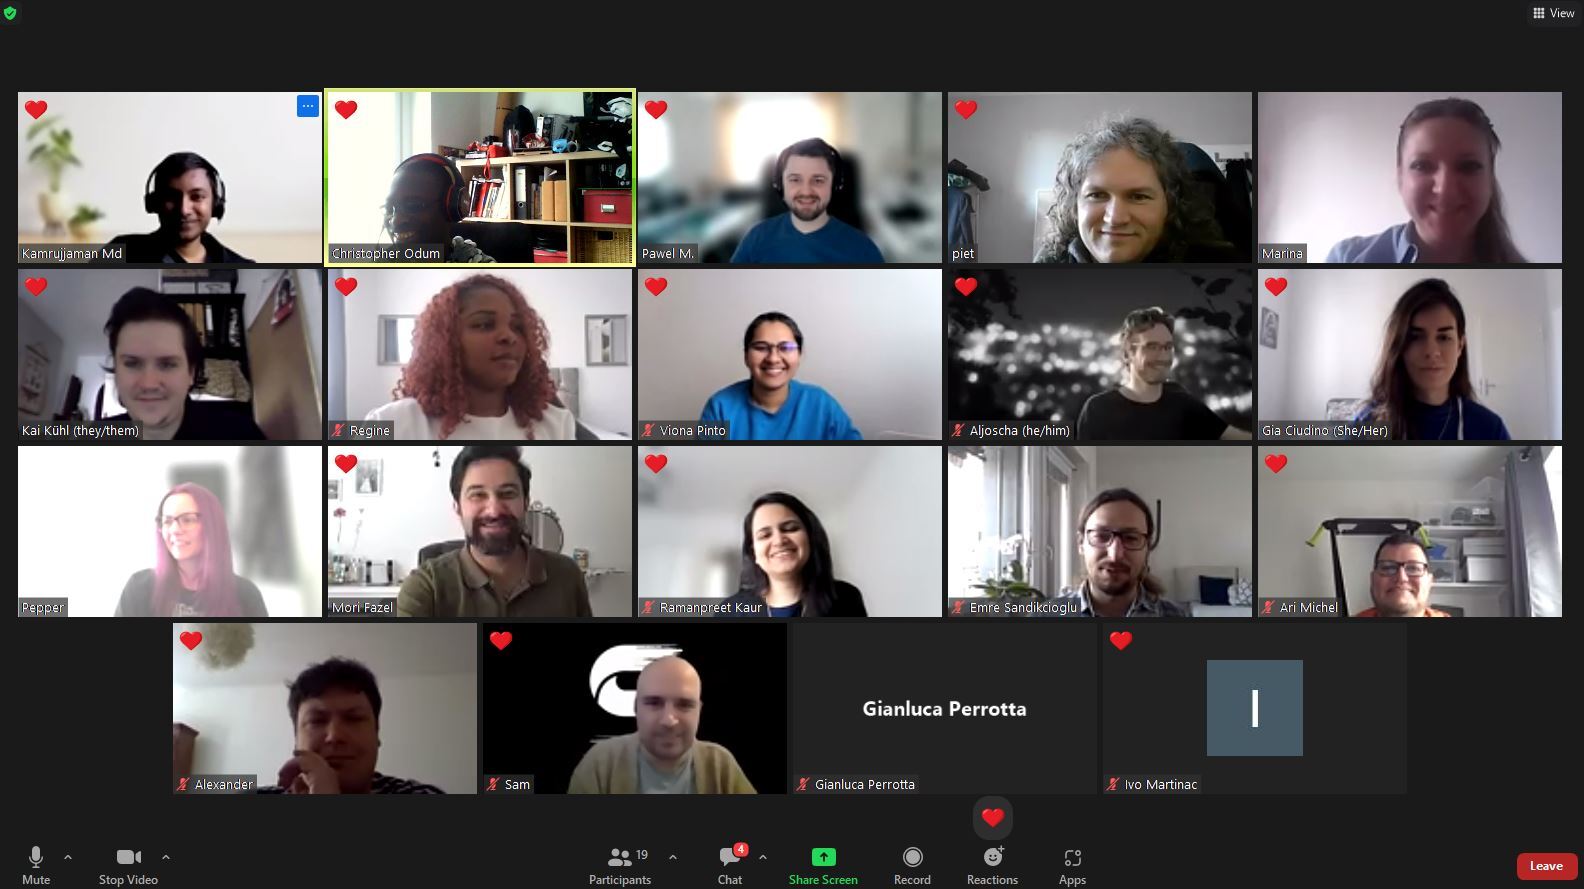 View
Kamrujjaman Md
Christopher Odum
Pawel M.
piet
Marina
Kai Kühl (they/them)
Regine
Viona Pinto
Aljoscha (he/him)
Gia Ciudino (She/Her)
Pepper
Mori Fazel
Ramanpreet Kaur
Emre Sandikcioglu
Ari Michel
Gianluca Perrotta
I
Alexander
Sam
Gianluca Perrotta
Ivo Martinac
19
4
Mute
Stop Video
Participants
Chat
Share Screen
Record
Reactions
Apps
Leave